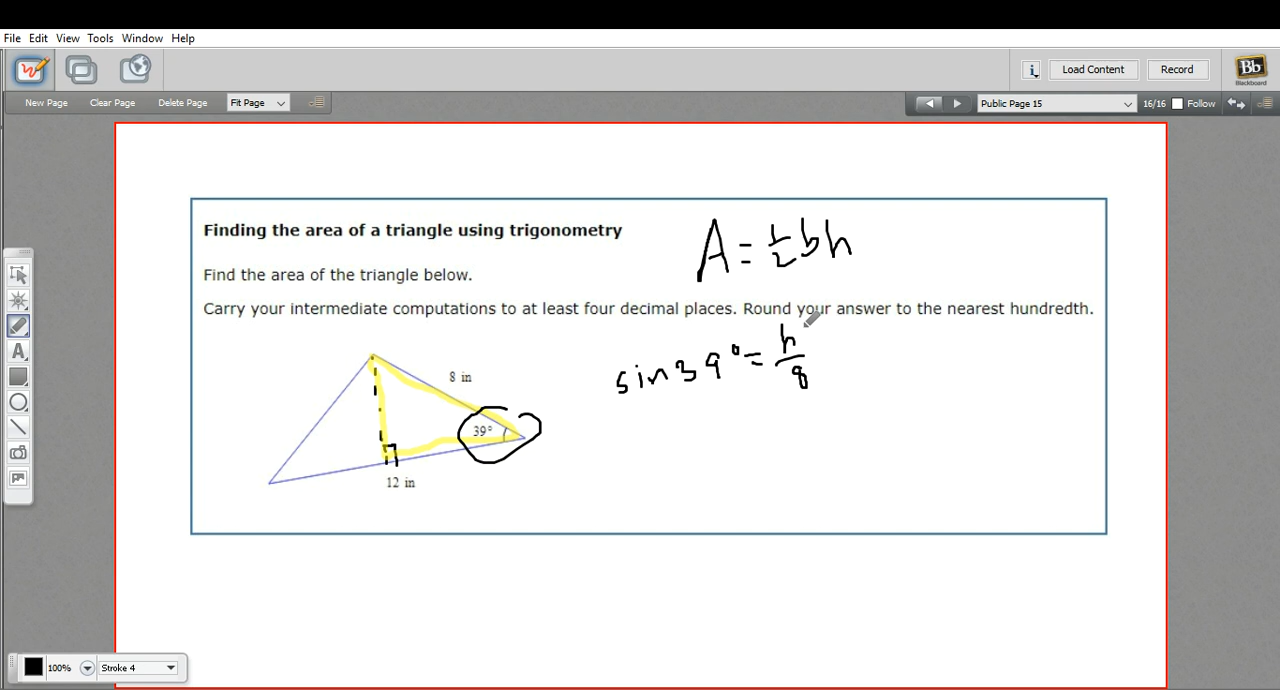 File Edit View Tools Window Help
i Load Content Record Bb
Blackboard
New Page Clear Page Delete Page Fit Page Public Page 15 16/16 Follow
Finding the area of a triangle using trigonometry
A = 1/2 bh
Find the area of the triangle below.
Carry your intermediate computations to at least four decimal places. Round your answer to the nearest hundredth.
sin 39° = h/8
8 in
39°
12 in
A
100% Stroke 4